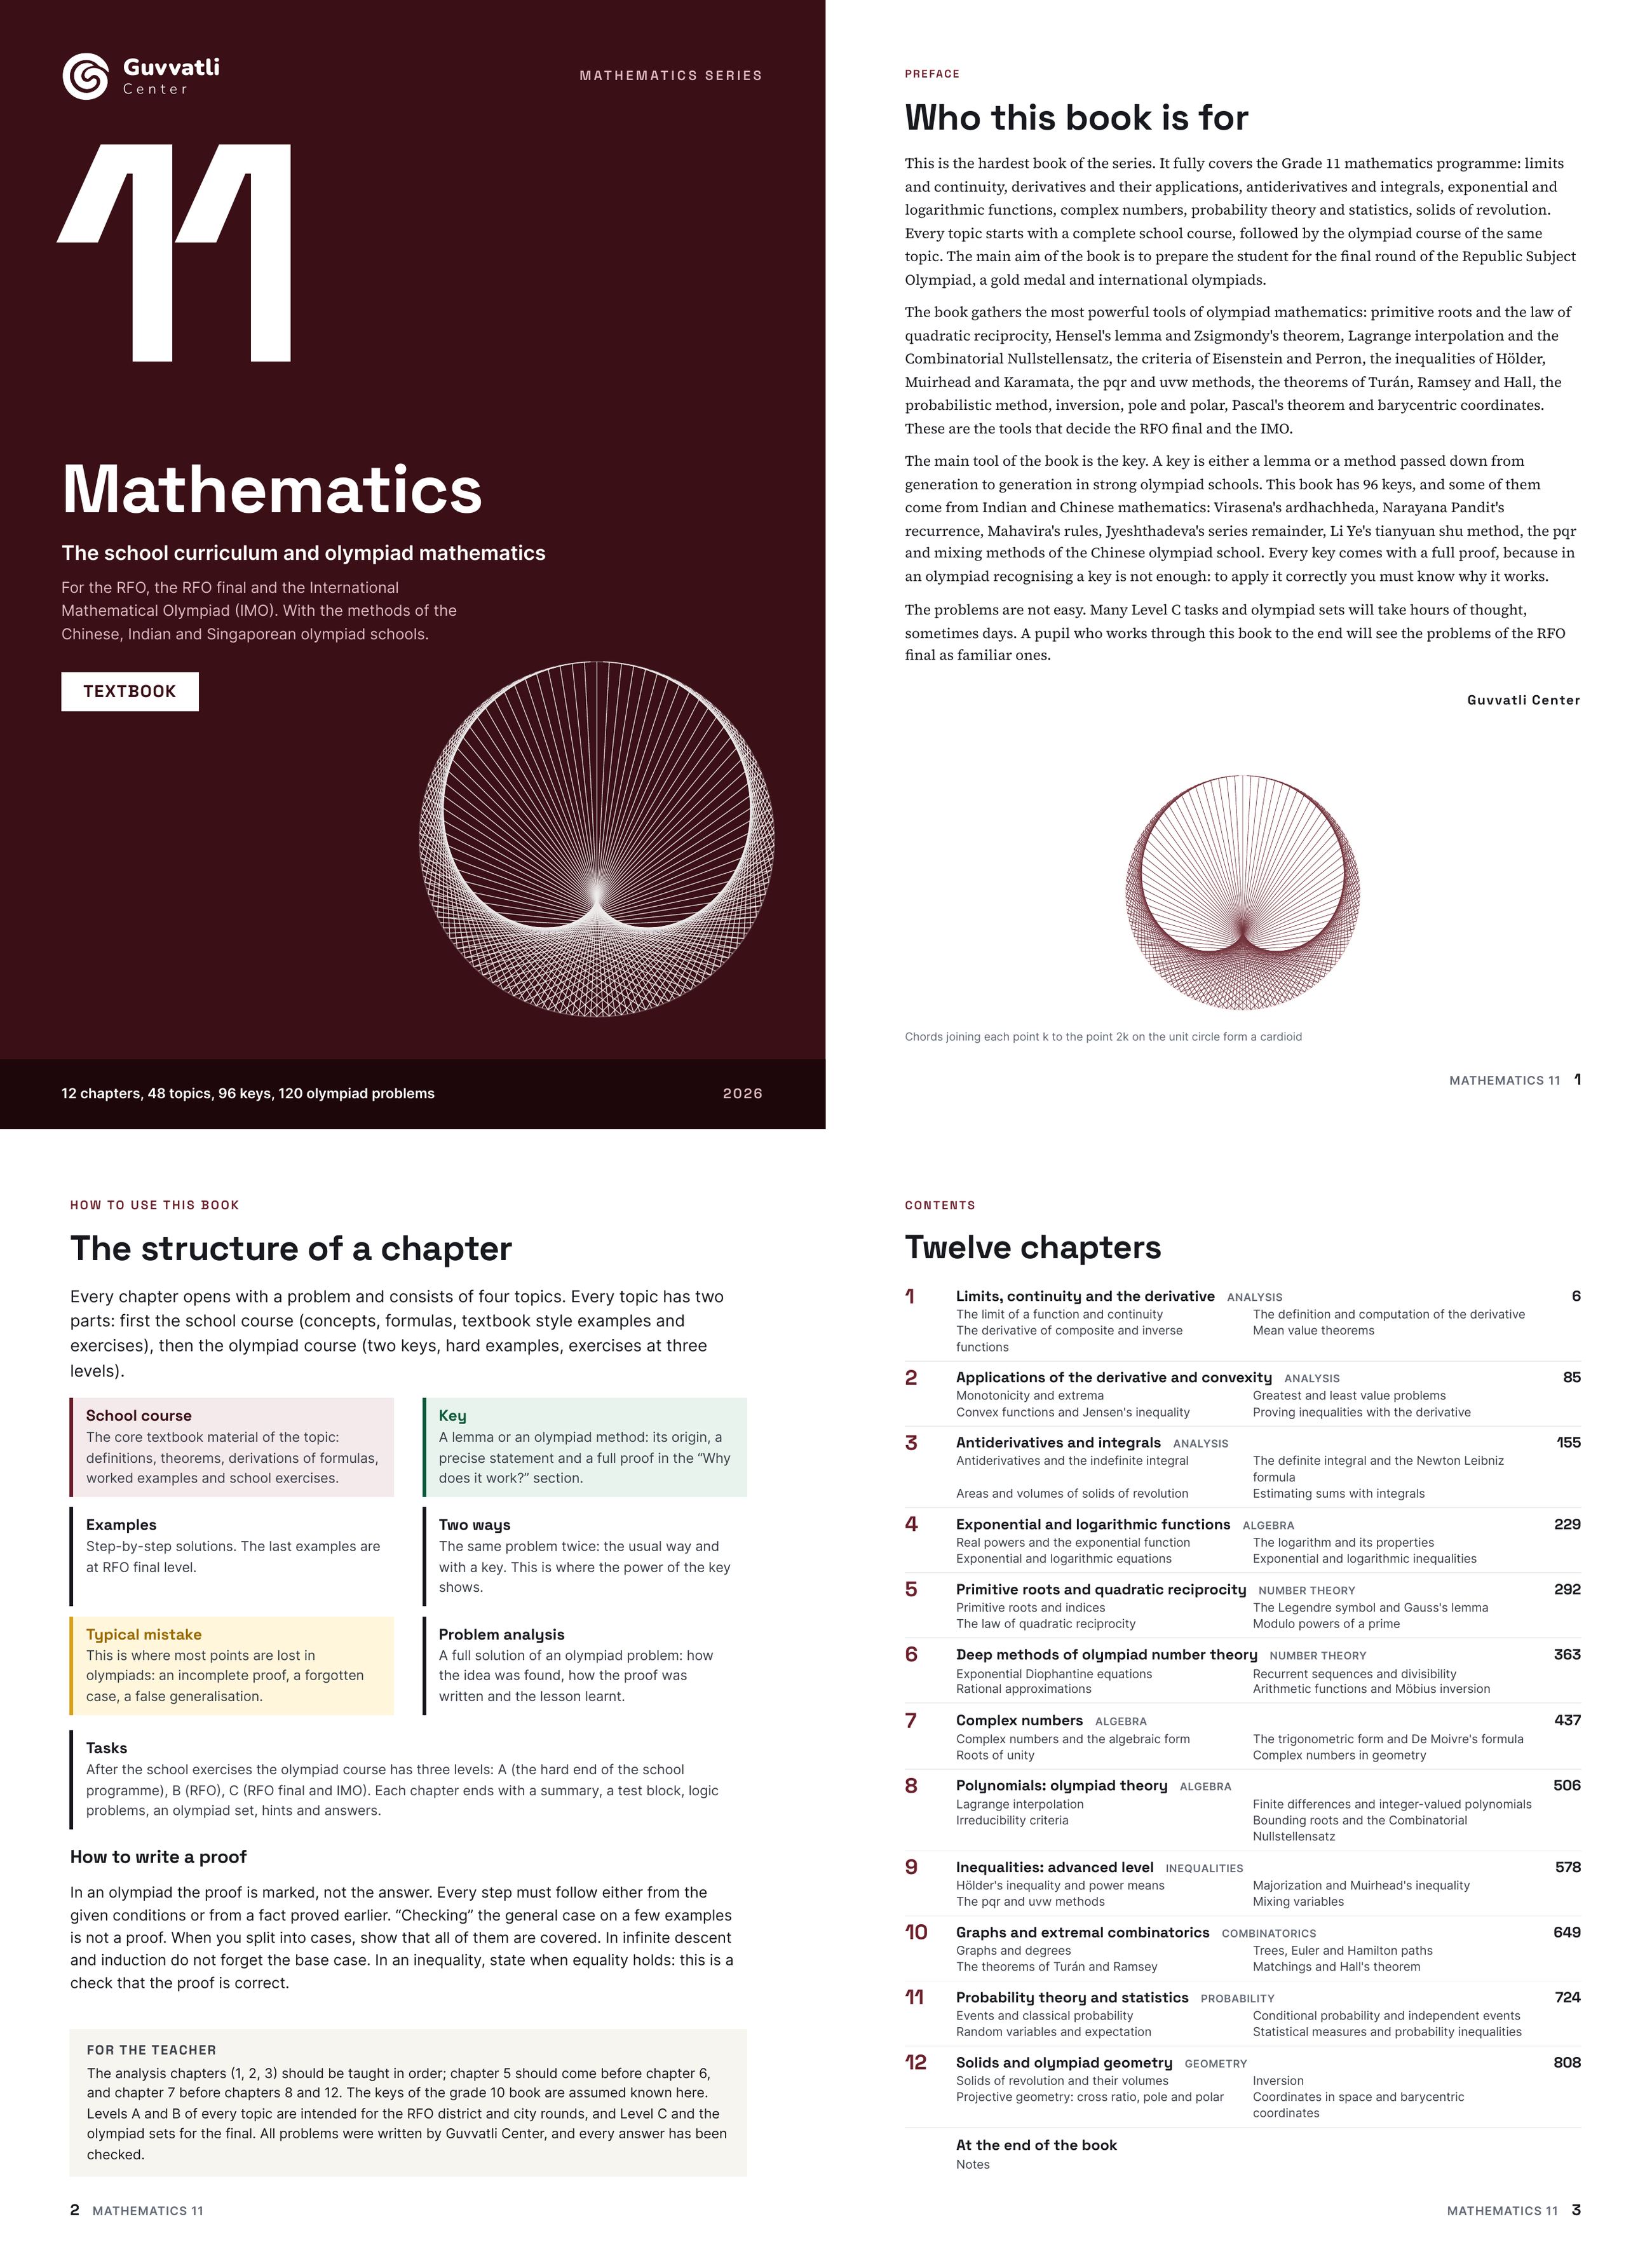 Guvvatli
Center
MATHEMATICS SERIES
11
Mathematics
The school curriculum and olympiad mathematics
For the RFO, the RFO final and the International
Mathematical Olympiad (IMO). With the methods of the
Chinese, Indian and Singaporean olympiad schools.
TEXTBOOK
12 chapters, 48 topics, 96 keys, 120 olympiad problems
2026
PREFACE
Who this book is for
This is the hardest book of the series. It fully covers the Grade 11 mathematics programme: limits
and continuity, derivatives and their applications, antiderivatives and integrals, exponential and
logarithmic functions, complex numbers, probability theory and statistics, solids of revolution.
Every topic starts with a complete school course, followed by the olympiad course of the same
topic. The main aim of the book is to prepare the student for the final round of the Republic Subject
Olympiad, a gold medal and international olympiads.
The book gathers the most powerful tools of olympiad mathematics: primitive roots and the law of
quadratic reciprocity, Hensel's lemma and Zsigmondy's theorem, Lagrange interpolation and the
Combinatorial Nullstellensatz, the criteria of Eisenstein and Perron, the inequalities of Hölder,
Muirhead and Karamata, the pqr and uvw methods, the theorems of Turán, Ramsey and Hall, the
probabilistic method, inversion, pole and polar, Pascal's theorem and barycentric coordinates.
These are the tools that decide the RFO final and the IMO.
The main tool of the book is the key. A key is either a lemma or a method passed down from
generation to generation in strong olympiad schools. This book has 96 keys, and some of them
come from Indian and Chinese mathematics: Virasena's ardhachheda, Narayana Pandit's
recurrence, Mahavira's rules, Jyeshthadeva's series remainder, Li Ye's tianyuan shu method, the pqr
and mixing methods of the Chinese olympiad school. Every key comes with a full proof, because in
an olympiad recognising a key is not enough: to apply it correctly you must know why it works.
The problems are not easy. Many Level C tasks and olympiad sets will take hours of thought,
sometimes days. A pupil who works through this book to the end will see the problems of the RFO
final as familiar ones.
Guvvatli Center
Chords joining each point k to the point 2k on the unit circle form a cardioid
MATHEMATICS 11 1
HOW TO USE THIS BOOK
The structure of a chapter
Every chapter opens with a problem and consists of four topics. Every topic has two
parts: first the school course (concepts, formulas, textbook style examples and
exercises), then the olympiad course (two keys, hard examples, exercises at three
levels).
School course
The core textbook material of the topic:
definitions, theorems, derivations of formulas,
worked examples and school exercises.
Key
A lemma or an olympiad method: its origin, a
precise statement and a full proof in the “Why
does it work?” section.
Examples
Step-by-step solutions. The last examples are
at RFO final level.
Two ways
The same problem twice: the usual way and
with a key. This is where the power of the key
shows.
Typical mistake
This is where most points are lost in
olympiads: an incomplete proof, a forgotten
case, a false generalisation.
Problem analysis
A full solution of an olympiad problem: how
the idea was found, how the proof was
written and the lesson learnt.
Tasks
After the school exercises the olympiad course has three levels: A (the hard end of the school
programme), B (RFO), C (RFO final and IMO). Each chapter ends with a summary, a test block, logic
problems, an olympiad set, hints and answers.
How to write a proof
In an olympiad the proof is marked, not the answer. Every step must follow either from the
given conditions or from a fact proved earlier. “Checking” the general case on a few examples
is not a proof. When you split into cases, show that all of them are covered. In infinite descent
and induction do not forget the base case. In an inequality, state when equality holds: this is a
check that the proof is correct.
FOR THE TEACHER
The analysis chapters (1, 2, 3) should be taught in order; chapter 5 should come before chapter 6,
and chapter 7 before chapters 8 and 12. The keys of the grade 10 book are assumed known here.
Levels A and B of every topic are intended for the RFO district and city rounds, and Level C and the
olympiad sets for the final. All problems were written by Guvvatli Center, and every answer has been
checked.
2 MATHEMATICS 11
CONTENTS
Twelve chapters
1 Limits, continuity and the derivative ANALYSIS 6
The limit of a function and continuity The definition and computation of the derivative
The derivative of composite and inverse Mean value theorems
functions
2 Applications of the derivative and convexity ANALYSIS 85
Monotonicity and extrema Greatest and least value problems
Convex functions and Jensen's inequality Proving inequalities with the derivative
3 Antiderivatives and integrals ANALYSIS 155
Antiderivatives and the indefinite integral The definite integral and the Newton Leibniz
formula
Areas and volumes of solids of revolution Estimating sums with integrals
4 Exponential and logarithmic functions ALGEBRA 229
Real powers and the exponential function The logarithm and its properties
Exponential and logarithmic equations Exponential and logarithmic inequalities
5 Primitive roots and quadratic reciprocity NUMBER THEORY 292
Primitive roots and indices The Legendre symbol and Gauss's lemma
The law of quadratic reciprocity Modulo powers of a prime
6 Deep methods of olympiad number theory NUMBER THEORY 363
Exponential Diophantine equations Recurrent sequences and divisibility
Rational approximations Arithmetic functions and Möbius inversion
7 Complex numbers ALGEBRA 437
Complex numbers and the algebraic form The trigonometric form and De Moivre's formula
Roots of unity Complex numbers in geometry
8 Polynomials: olympiad theory ALGEBRA 506
Lagrange interpolation Finite differences and integer-valued polynomials
Irreducibility criteria Bounding roots and the Combinatorial
Nullstellensatz
9 Inequalities: advanced level INEQUALITIES 578
Hölder's inequality and power means Majorization and Muirhead's inequality
The pqr and uvw methods Mixing variables
10 Graphs and extremal combinatorics COMBINATORICS 649
Graphs and degrees Trees, Euler and Hamilton paths
The theorems of Turán and Ramsey Matchings and Hall's theorem
11 Probability theory and statistics PROBABILITY 724
Events and classical probability Conditional probability and independent events
Random variables and expectation Statistical measures and probability inequalities
12 Solids and olympiad geometry GEOMETRY 808
Solids of revolution and their volumes Inversion
Projective geometry: cross ratio, pole and polar Coordinates in space and barycentric
coordinates
At the end of the book
Notes
MATHEMATICS 11 3